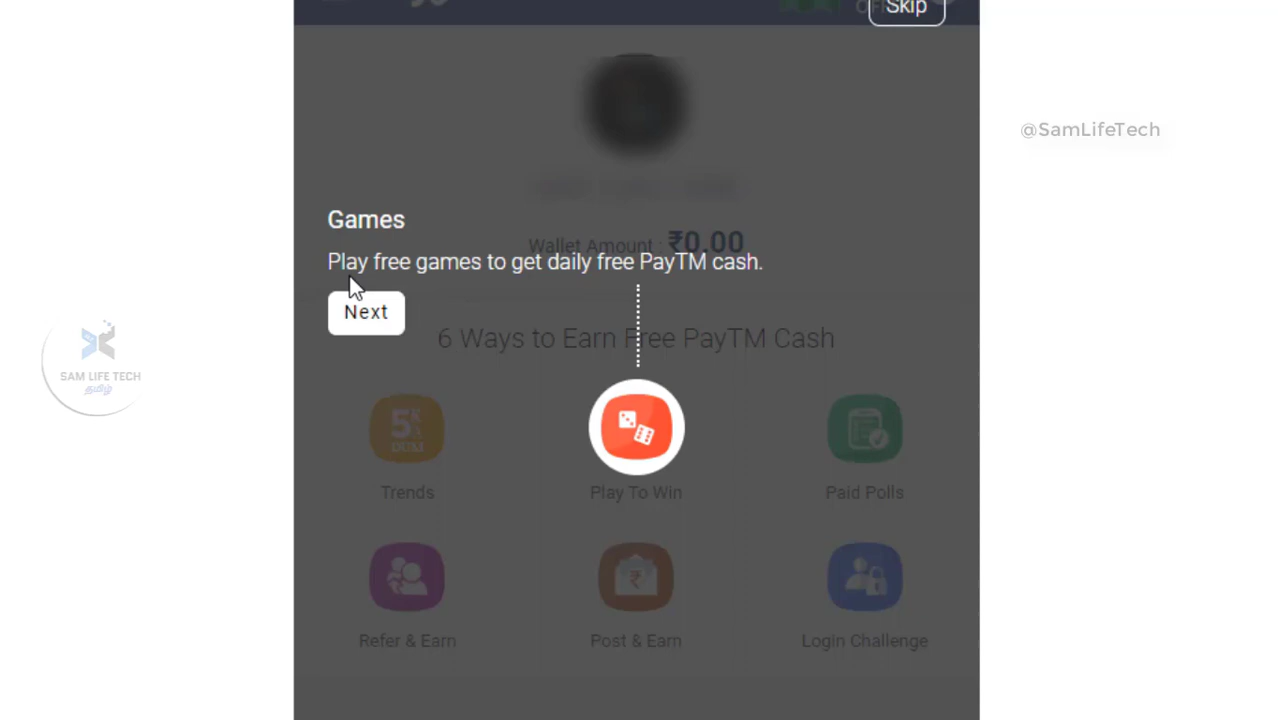 Skip
@SamLifeTech
Games
Wallet Amount : ₹0.00
Play free games to get daily free PayTM cash.
Next
6 Ways to Earn Free PayTM Cash
SAM LIFE TECH
தமிழ்
5X
Trends
Play To Win
Paid Polls
₹
Refer & Earn
Post & Earn
Login Challenge